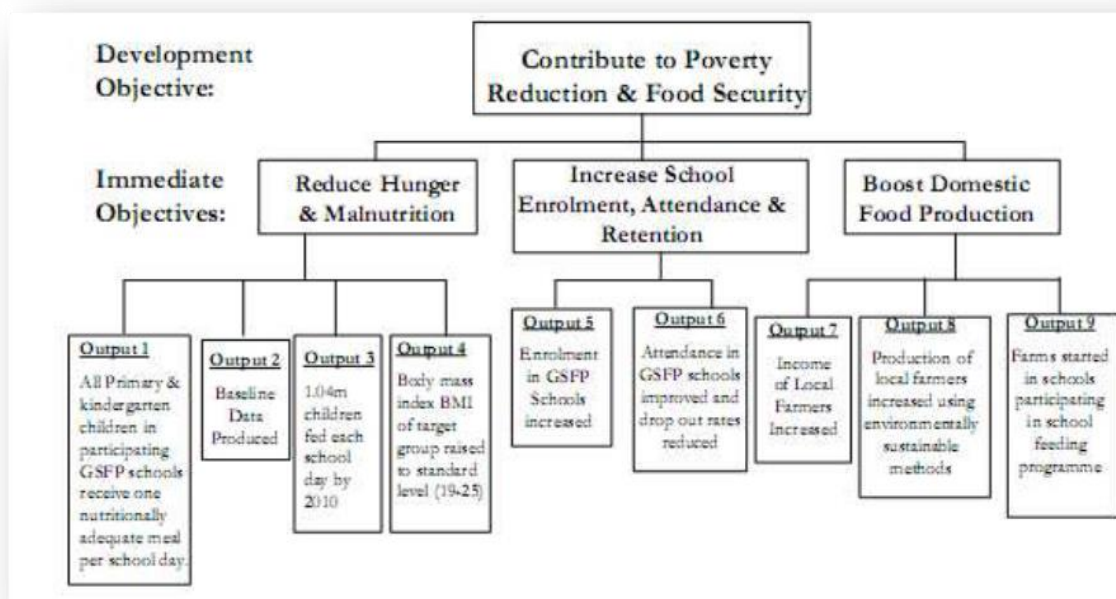 Development
Objective:
Contribute to Poverty
Reduction & Food Security
Immediate
Objectives:
Reduce Hunger
& Malnutrition
Increase School
Enrolment, Attendance &
Retention
Boost Domestic
Food Production
Output 1
All Primary &
kindergarten
children in
participating
GSFP schools
receive one
nutritionally
adequate meal
per school day.
Output 2
Baseline
Data
Produced
Output 3
1.04m
children
fed each
school
day by
2010
Output 4
Body mass
index BMI
of target
group raised
to standard
level (19-25)
Output 5
Enrolment
in GSFP
Schools
increased
Output 6
Attendance in
GSFP schools
improved and
drop out rates
reduced
Output 7
Income
of Local
Farmers
Increased
Output 8
Production of
local farmers
increased using
environmentally
sustainable
methods
Output 9
Farms started
in schools
participating
in school
feeding
programme